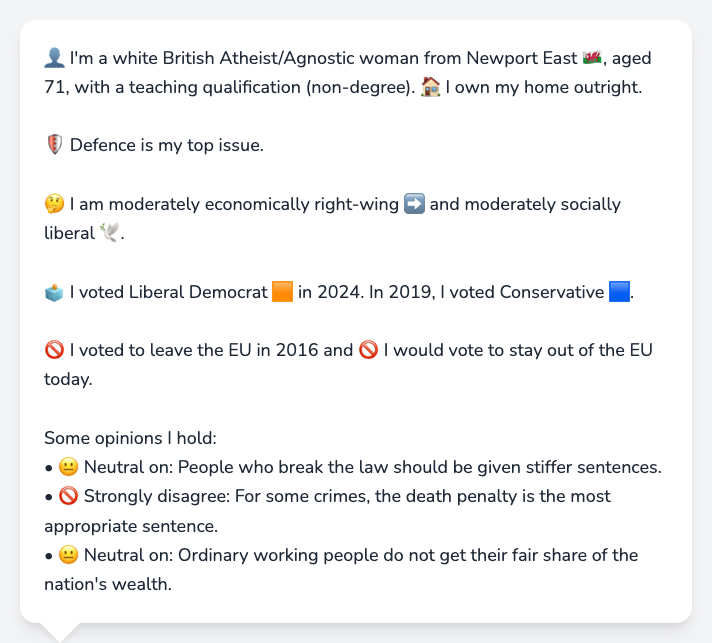 👤 I'm a white British Atheist/Agnostic woman from Newport East 🏴󠁧󠁢󠁷󠁬󠁳󠁿, aged
71, with a teaching qualification (non-degree). 🏠 I own my home outright.
🛡️ Defence is my top issue.
🤔 I am moderately economically right-wing ➡️ and moderately socially
liberal 🕊️.
🗳️ I voted Liberal Democrat 🟧 in 2024. In 2019, I voted Conservative 🟦.
🚫 I voted to leave the EU in 2016 and 🚫 I would vote to stay out of the EU
today.
Some opinions I hold:
• 😐 Neutral on: People who break the law should be given stiffer sentences.
• 🚫 Strongly disagree: For some crimes, the death penalty is the most
appropriate sentence.
• 😐 Neutral on: Ordinary working people do not get their fair share of the
nation's wealth.